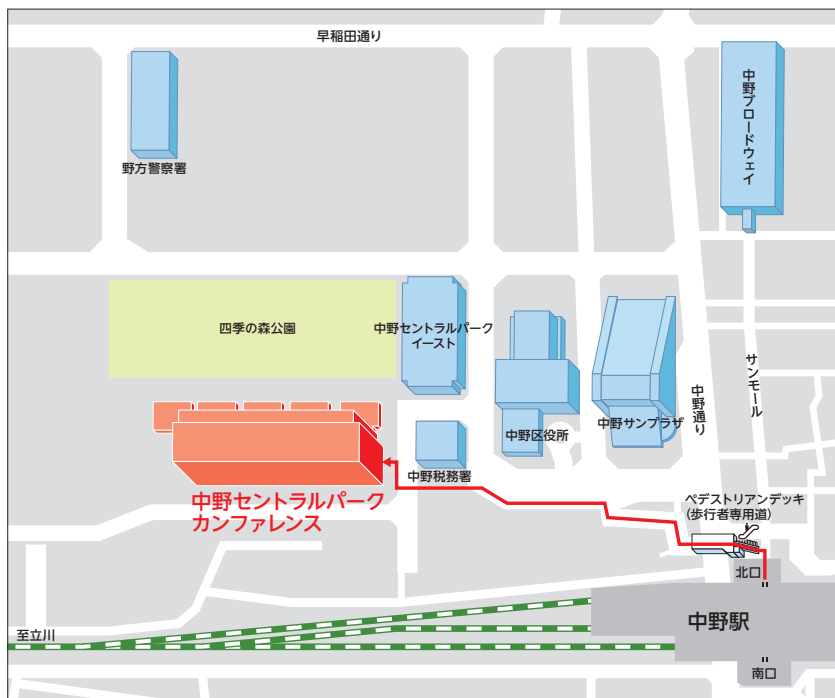 早稲田通り
中野ブロードウェイ
野方警察署
四季の森公園
中野セントラルパーク
イースト
サンモール
中野通り
中野サンプラザ
中野区役所
中野税務署
中野セントラルパーク
カンファレンス
ペデストリアンデッキ
(歩行者専用道)
北口
中野駅
至立川
南口